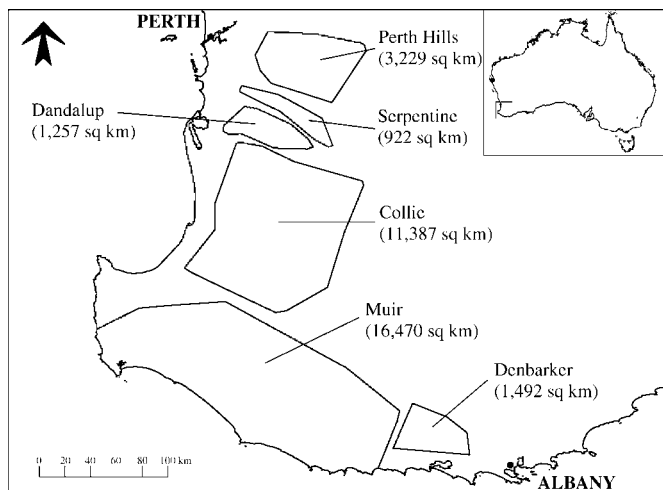 PERTH
Perth Hills
(3,229 sq km)
Dandalup
(1,257 sq km)
Serpentine
(922 sq km)
Collie
(11,387 sq km)
Muir
(16,470 sq km)
Denbarker
(1,492 sq km)
0 20 40 60 80 100 km
ALBANY